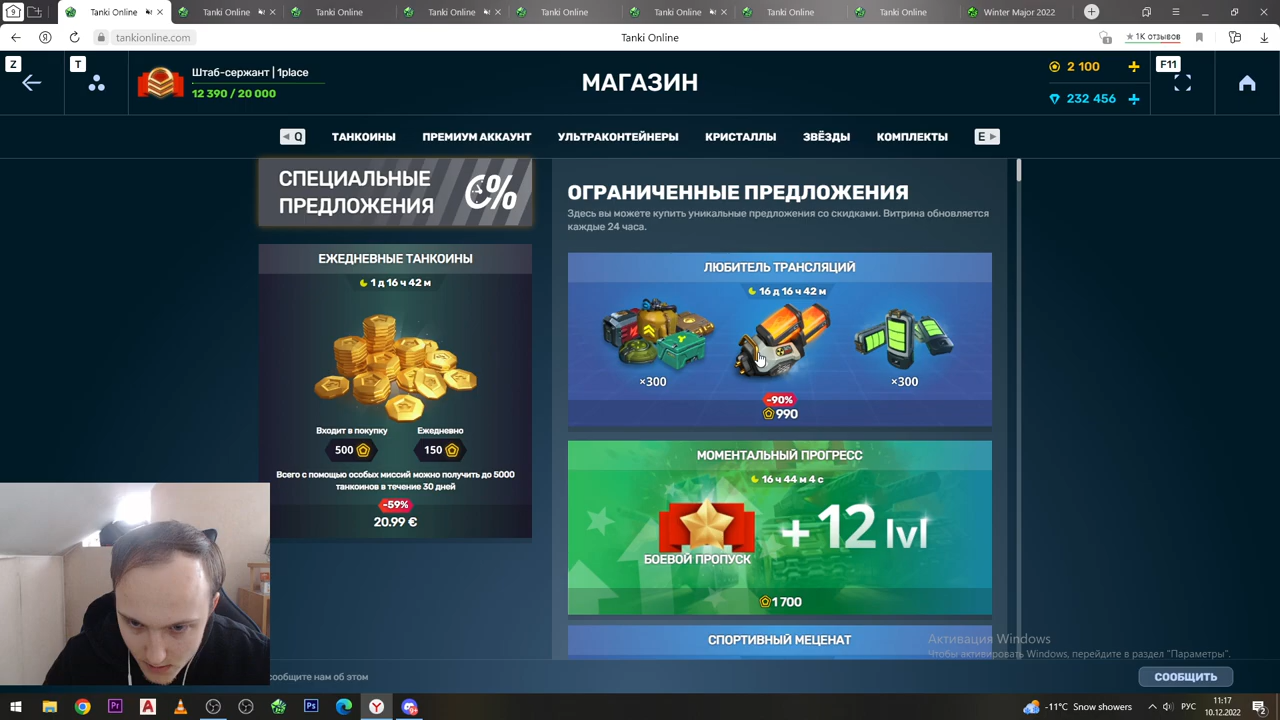 Tanki Online
Tanki Online
Tanki Online
Tanki Online
Tanki Online
Tanki Online
Tanki Online
Winter Major 2022
tankionline.com
Tanki Online
1K отзывов
Z
T
Штаб-сержант | 1place
12 390 / 20 000
МАГАЗИН
2 100
232 456
F11
Q
ТАНКОИНЫ
ПРЕМИУМ АККАУНТ
УЛЬТРАКОНТЕЙНЕРЫ
КРИСТАЛЛЫ
ЗВЁЗДЫ
КОМПЛЕКТЫ
E
СПЕЦИАЛЬНЫЕ
ПРЕДЛОЖЕНИЯ
%
ЕЖЕДНЕВНЫЕ ТАНКОИНЫ
1 д 16 ч 42 м
Входит в покупку
Ежедневно
500
150
Всего с помощью особых миссий можно получить до 5000
танкоинов в течение 30 дней
-59%
20.99 €
ОГРАНИЧЕННЫЕ ПРЕДЛОЖЕНИЯ
Здесь вы можете купить уникальные предложения со скидками. Витрина обновляется
каждые 24 часа.
ЛЮБИТЕЛЬ ТРАНСЛЯЦИЙ
16 д 16 ч 42 м
×300
×300
-90%
990
МОМЕНТАЛЬНЫЙ ПРОГРЕСС
16 ч 44 м 4 с
БОЕВОЙ ПРОПУСК
+ 12 lvl
1 700
СПОРТИВНЫЙ МЕЦЕНАТ
Активация Windows
Чтобы активировать Windows, перейдите в раздел "Параметры".
сообщите нам об этом
СООБЩИТЬ
Pr
A
Ps
Y
-11°C Snow showers
РУС
11:17
10.12.2022
2